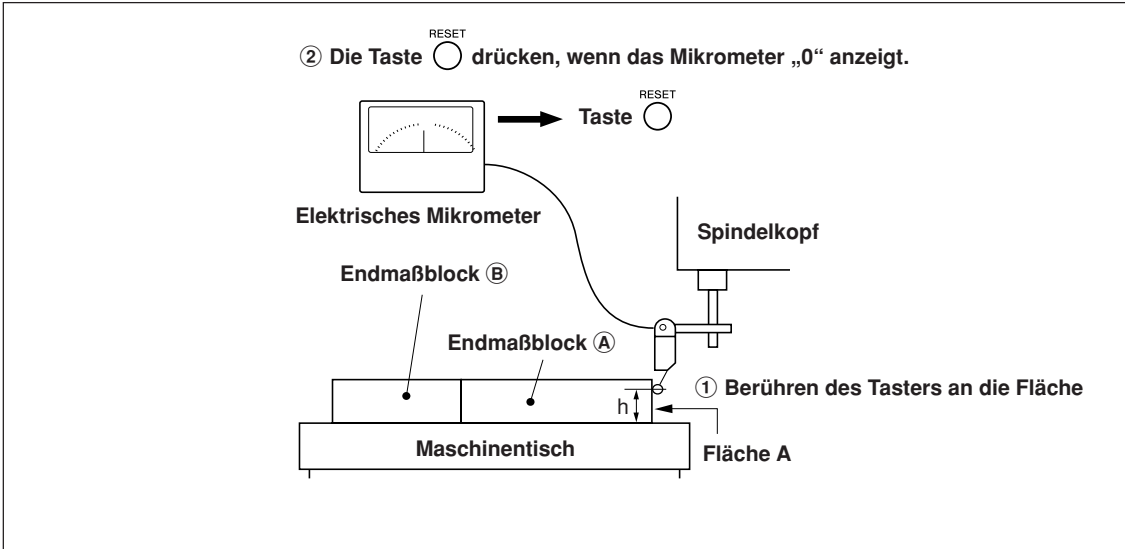 RESET
② Die Taste drücken, wenn das Mikrometer „0“ anzeigt.
RESET
Taste
Elektrisches Mikrometer
Spindelkopf
Endmaßblock Ⓑ
Endmaßblock Ⓐ
① Berühren des Tasters an die Fläche
h
Maschinentisch
Fläche A